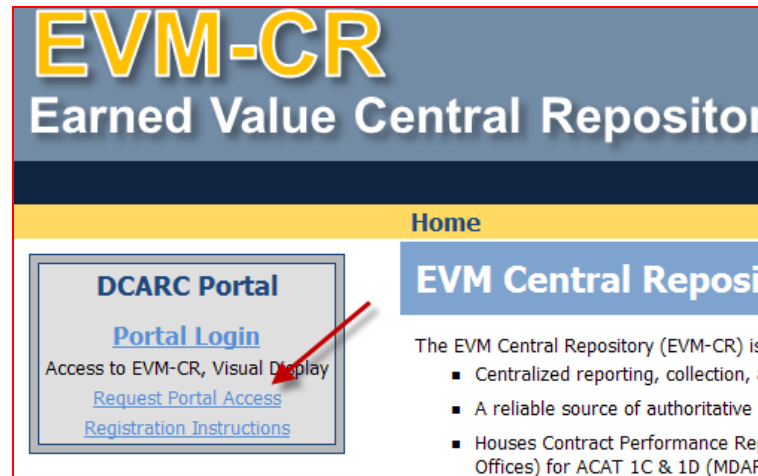 EVM-CR
Earned Value Central Repositor
Home
DCARC Portal
Portal Login
Access to EVM-CR, Visual Display
Request Portal Access
Registration Instructions
EVM Central Reposi
The EVM Central Repository (EVM-CR) is
▪ Centralized reporting, collection,
▪ A reliable source of authoritative
▪ Houses Contract Performance Re
Offices) for ACAT 1C & 1D (MDAP